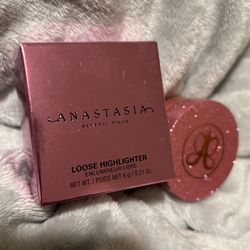 ANASTASIA
BEVERLY HILLS
LOOSE HIGHLIGHTER
ENLUMINEUR LIBRE
NET WT. / POIDS NET 6 g / 0.21 Oz